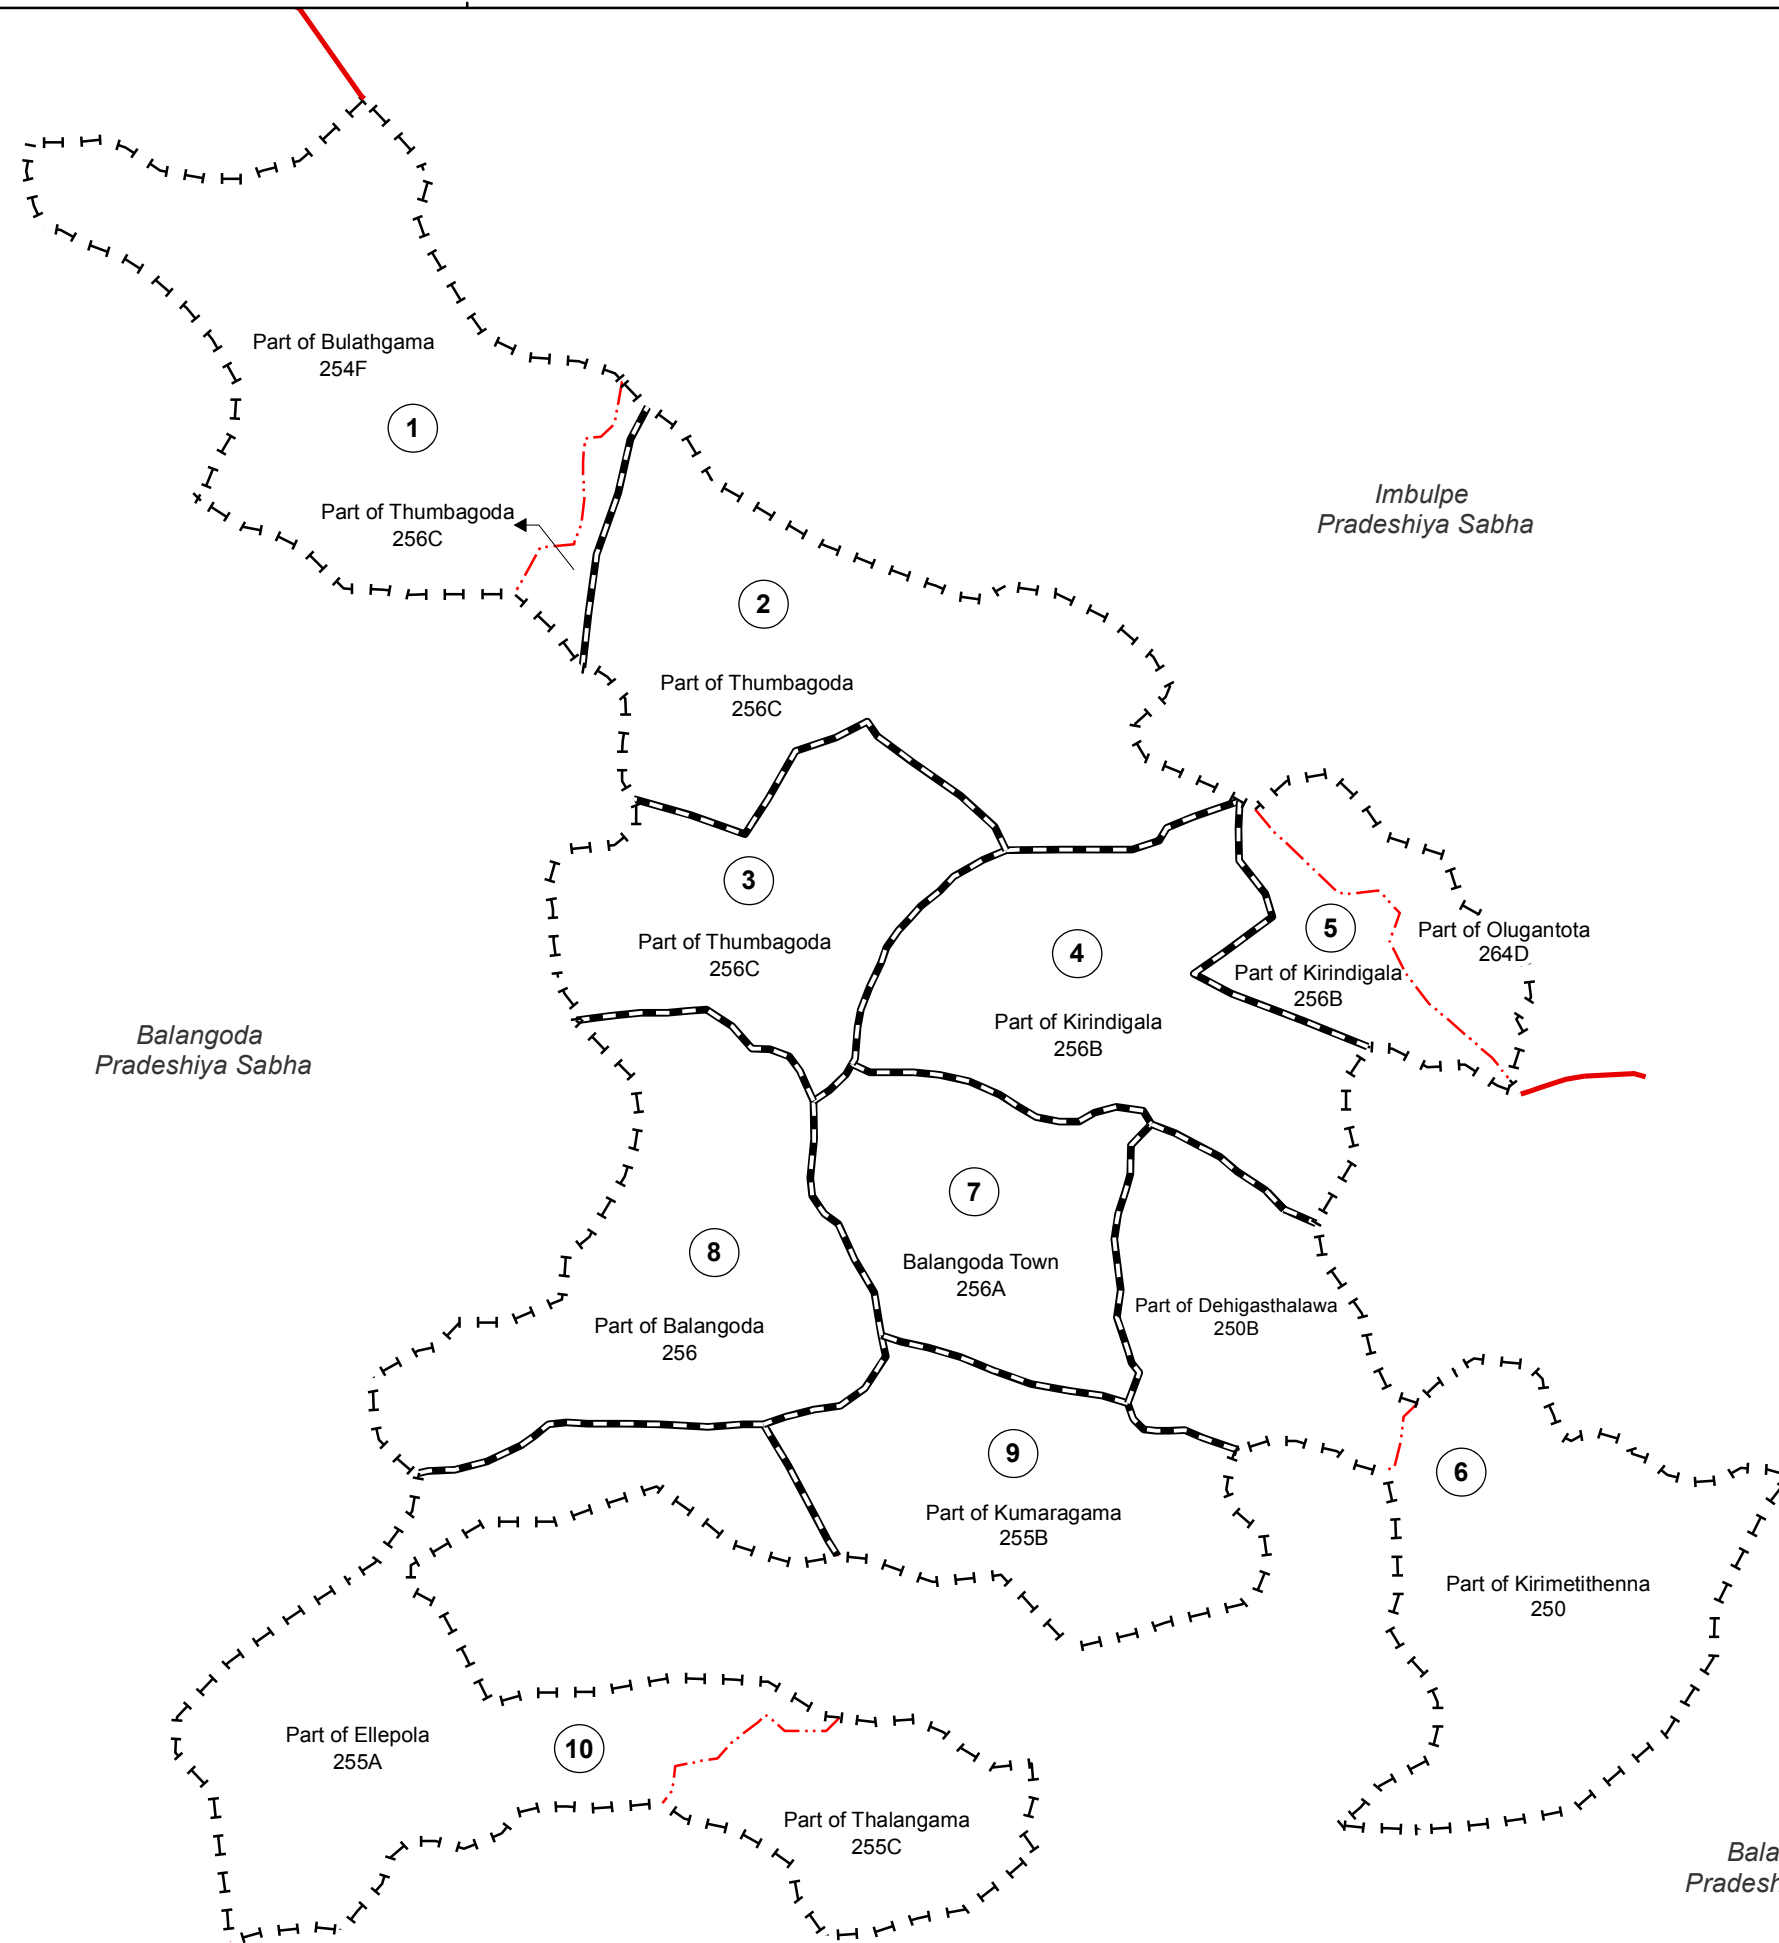 Part of Bulathgama
254F
1
Part of Thumbagoda
256C
Imbulpe
Pradeshiya Sabha
2
Part of Thumbagoda
256C
3
Part of Thumbagoda
256C
4
Part of Kirindigala
256B
5
Part of Kirindigala
256B
Part of Olugantota
264D
Balangoda
Pradeshiya Sabha
7
Balangoda Town
256A
8
Part of Balangoda
256
Part of Dehigasthalawa
250B
9
Part of Kumaragama
255B
6
Part of Kirimetithenna
250
Part of Ellepola
255A
10
Part of Thalangama
255C
Bala
Pradesh